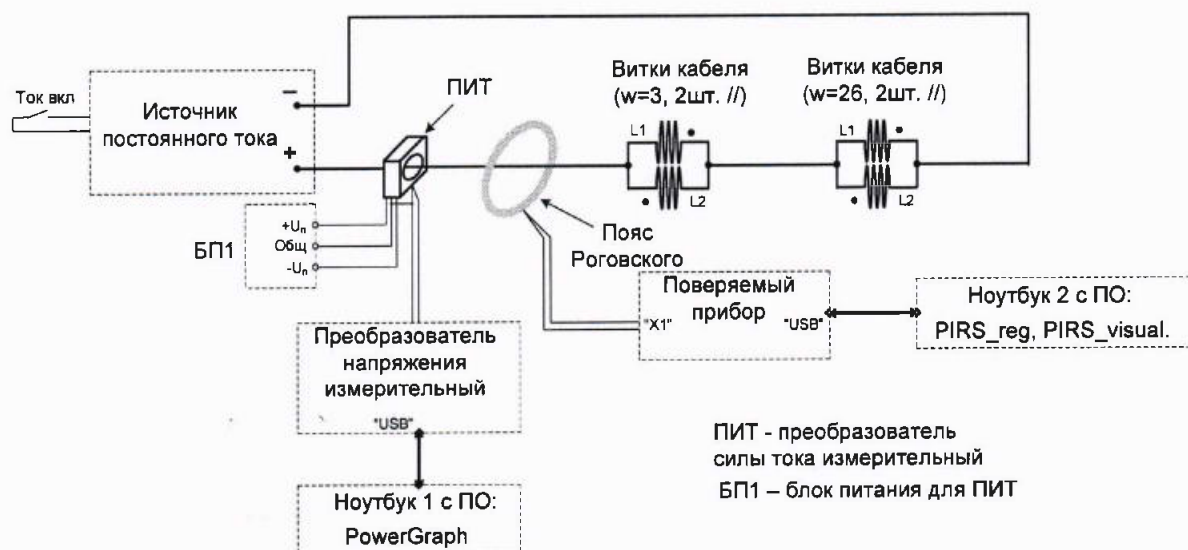 Ток вкл
Источник
постоянного тока
−
+
ПИТ
Витки кабеля
(w=3, 2шт. //)
L1
L2
Витки кабеля
(w=26, 2шт. //)
L1
L2
БП1
+Uп
Общ
-Uп
Пояс
Роговского
Поверяемый
прибор
"X1"
"USB"
Ноутбук 2 с ПО:
PIRS_reg, PIRS_visual.
Преобразователь
напряжения
измерительный
"USB"
Ноутбук 1 с ПО:
PowerGraph
ПИТ - преобразователь
силы тока измерительный
БП1 – блок питания для ПИТ